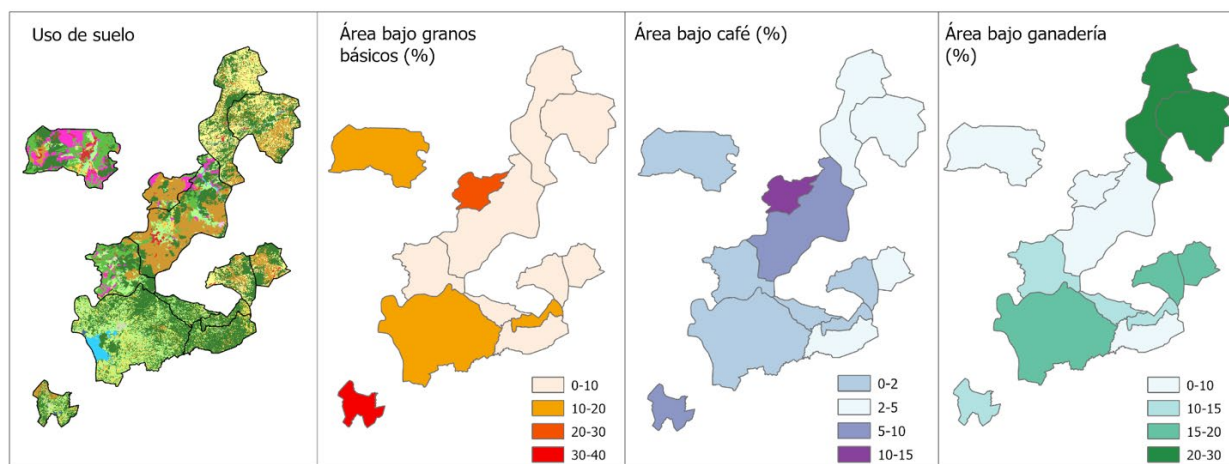 Uso de suelo
Área bajo granos
básicos (%)
0-10
10-20
20-30
30-40
Área bajo café (%)
0-2
2-5
5-10
10-15
Área bajo ganadería
(%)
0-10
10-15
15-20
20-30